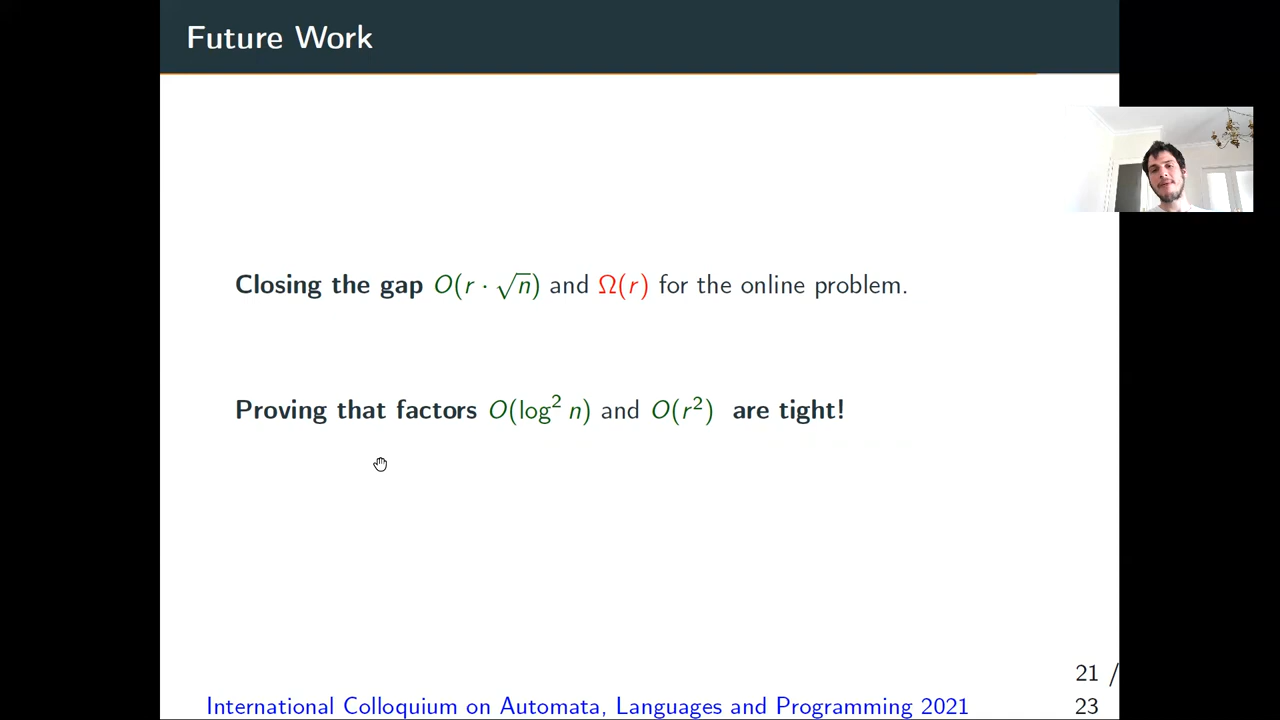 Future Work
Closing the gap O(r · √n) and Ω(r) for the online problem.
Proving that factors O(log² n) and O(r²) are tight!
21 /
International Colloquium on Automata, Languages and Programming 2021
23